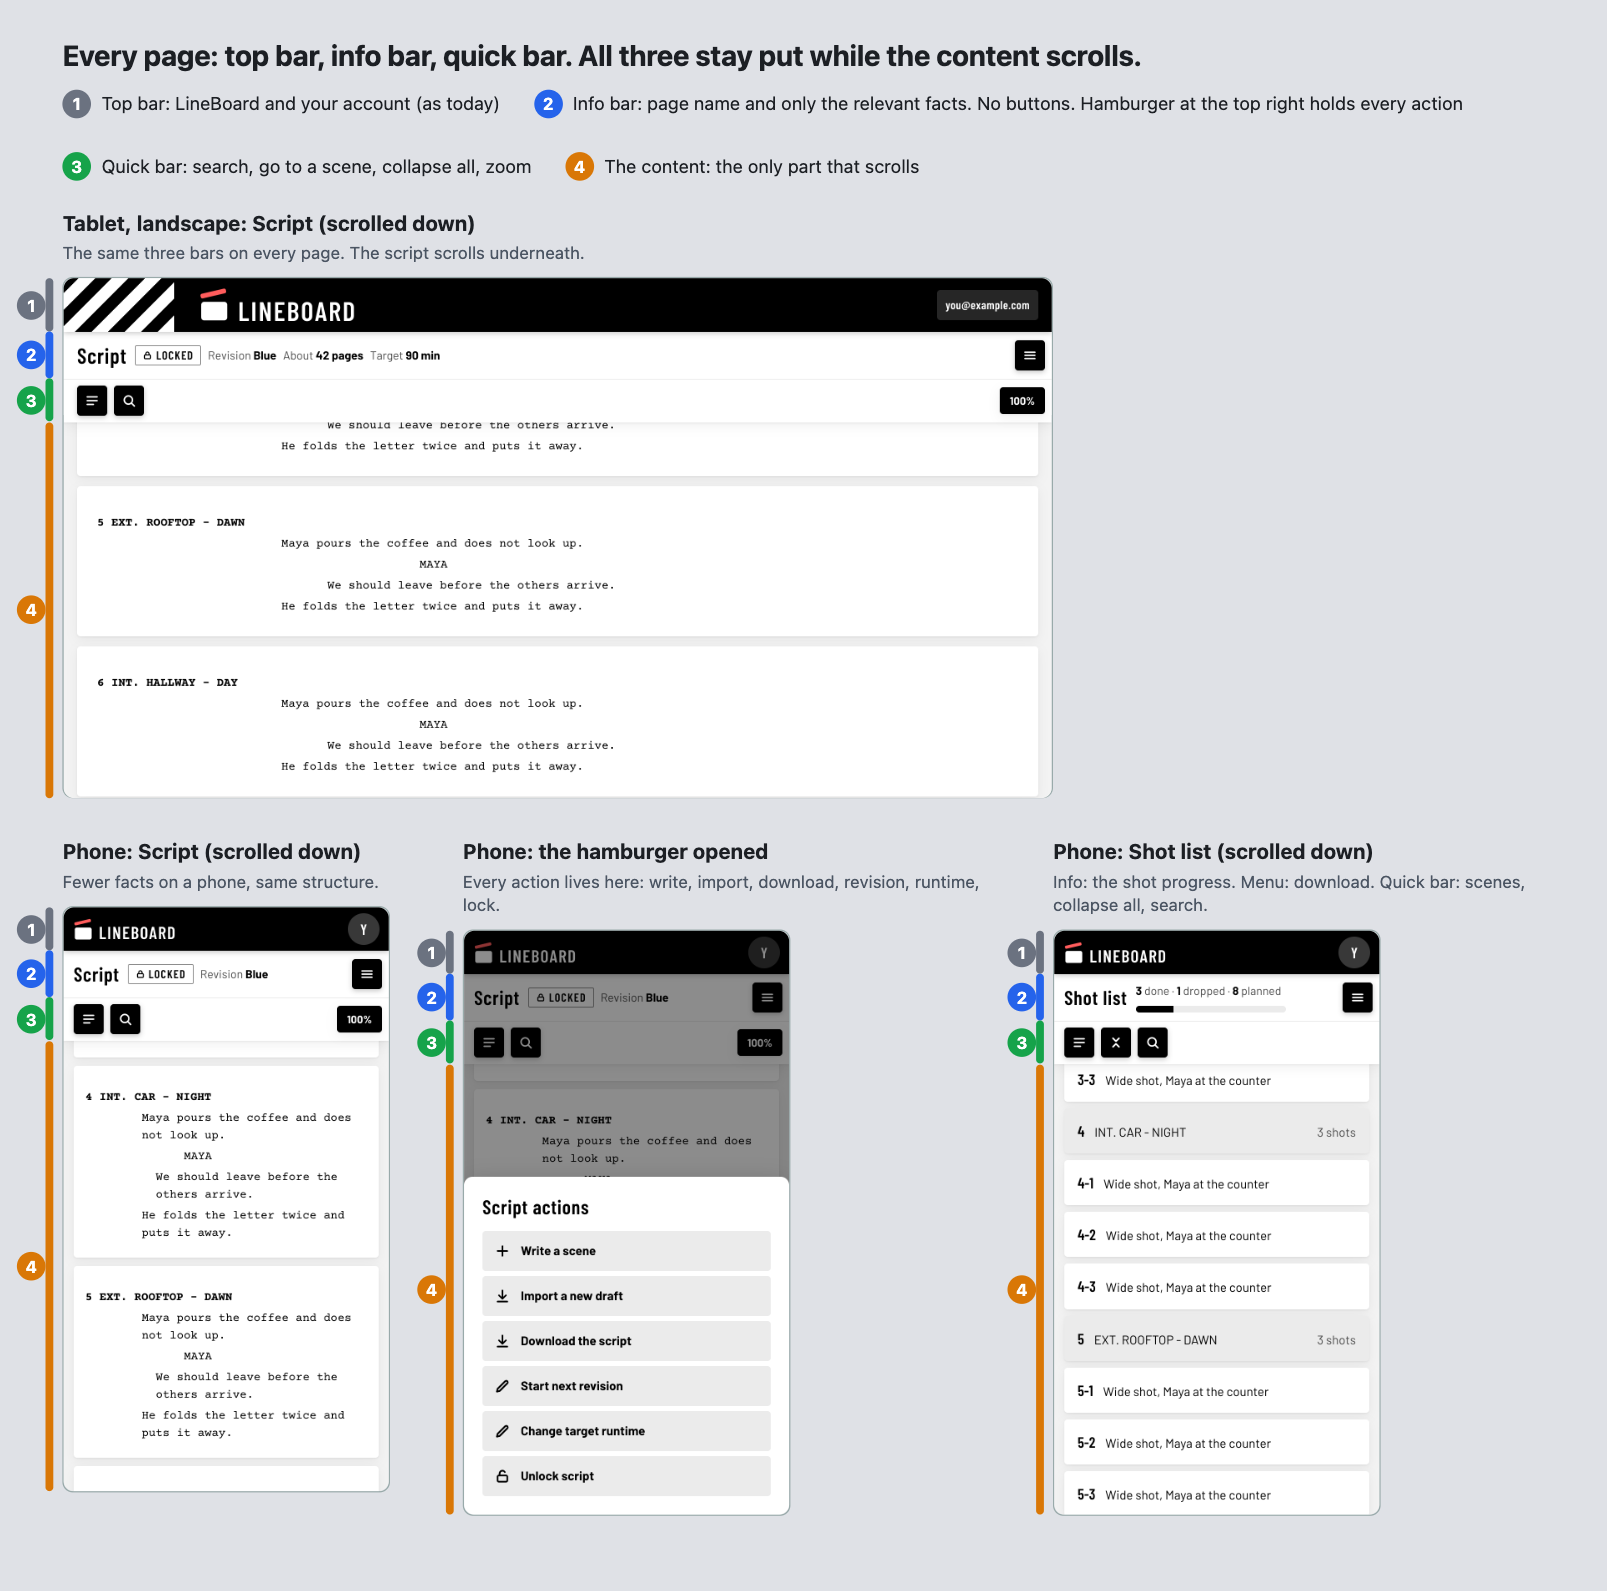 Every page: top bar, info bar, quick bar. All three stay put while the content scrolls.
1 Top bar: LineBoard and your account (as today)
2 Info bar: page name and only the relevant facts. No buttons. Hamburger at the top right holds every action
3 Quick bar: search, go to a scene, collapse all, zoom
4 The content: the only part that scrolls
Tablet, landscape: Script (scrolled down)
The same three bars on every page. The script scrolls underneath.
1
LINEBOARD
you@example.com
2
Script
LOCKED
Revision Blue About 42 pages Target 90 min
3
100%
We should leave before the others arrive.
He folds the letter twice and puts it away.
5 EXT. ROOFTOP - DAWN
Maya pours the coffee and does not look up.
MAYA
We should leave before the others arrive.
He folds the letter twice and puts it away.
4
6 INT. HALLWAY - DAY
Maya pours the coffee and does not look up.
MAYA
We should leave before the others arrive.
He folds the letter twice and puts it away.
Phone: Script (scrolled down)
Fewer facts on a phone, same structure.
1
LINEBOARD
Y
2
Script
LOCKED
Revision Blue
3
100%
4 INT. CAR - NIGHT
Maya pours the coffee and does
not look up.
MAYA
We should leave before the
others arrive.
He folds the letter twice and
puts it away.
4
5 EXT. ROOFTOP - DAWN
Maya pours the coffee and does
not look up.
MAYA
We should leave before the
others arrive.
He folds the letter twice and
puts it away.
Phone: the hamburger opened
Every action lives here: write, import, download, revision, runtime,
lock.
1
LINEBOARD
Y
2
Script
LOCKED
Revision Blue
3
100%
4 INT. CAR - NIGHT
Maya pours the coffee and does
not look up.
Script actions
Write a scene
4
Import a new draft
Download the script
Start next revision
Change target runtime
Unlock script
Phone: Shot list (scrolled down)
Info: the shot progress. Menu: download. Quick bar: scenes,
collapse all, search.
1
LINEBOARD
Y
2
Shot list
3 done · 1 dropped · 8 planned
3
3-3 Wide shot, Maya at the counter
4 INT. CAR - NIGHT 3 shots
4-1 Wide shot, Maya at the counter
4-2 Wide shot, Maya at the counter
4
4-3 Wide shot, Maya at the counter
5 EXT. ROOFTOP - DAWN 3 shots
5-1 Wide shot, Maya at the counter
5-2 Wide shot, Maya at the counter
5-3 Wide shot, Maya at the counter